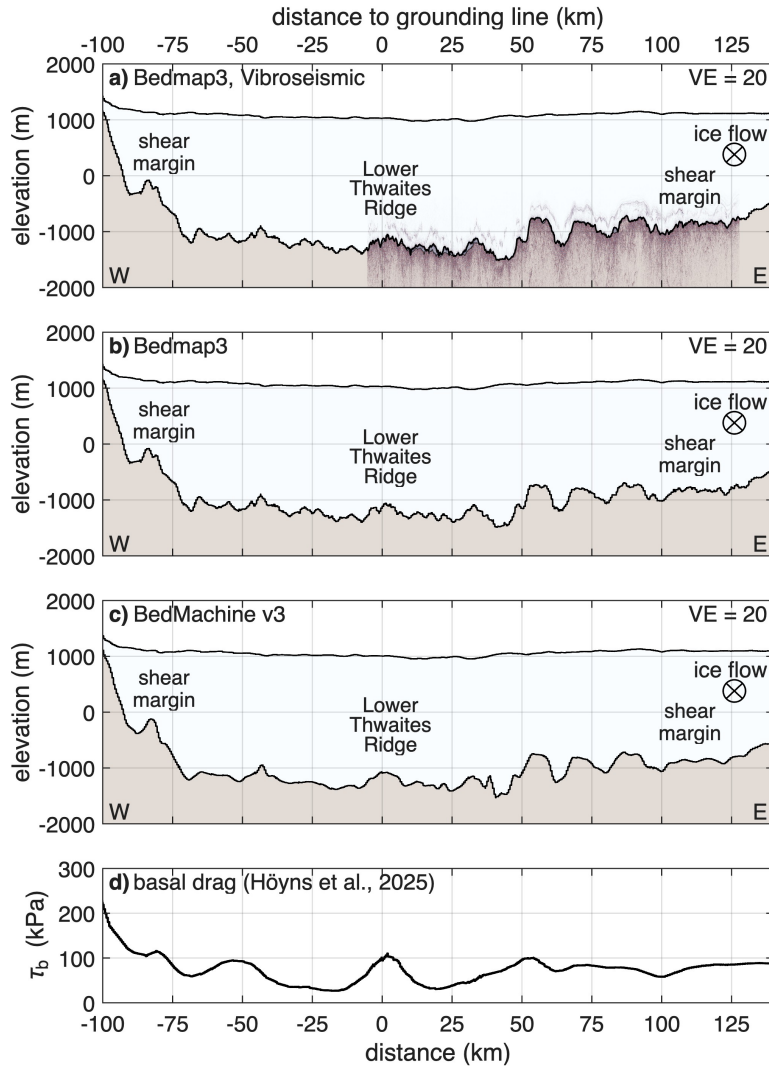 distance to grounding line (km)
-100 -75 -50 -25 0 25 50 75 100 125
2000
a) Bedmap3, Vibroseismic
VE = 20
1000
0
-1000
-2000
elevation (m)
shear
margin
Lower
Thwaites
Ridge
ice flow
shear
margin
W
E
2000
b) Bedmap3
VE = 20
1000
0
-1000
-2000
elevation (m)
shear
margin
Lower
Thwaites
Ridge
ice flow
shear
margin
W
E
2000
c) BedMachine v3
VE = 20
1000
0
-1000
-2000
elevation (m)
shear
margin
Lower
Thwaites
Ridge
ice flow
shear
margin
W
E
300
d) basal drag (Höyns et al., 2025)
200
100
0
τb (kPa)
-100 -75 -50 -25 0 25 50 75 100 125
distance (km)